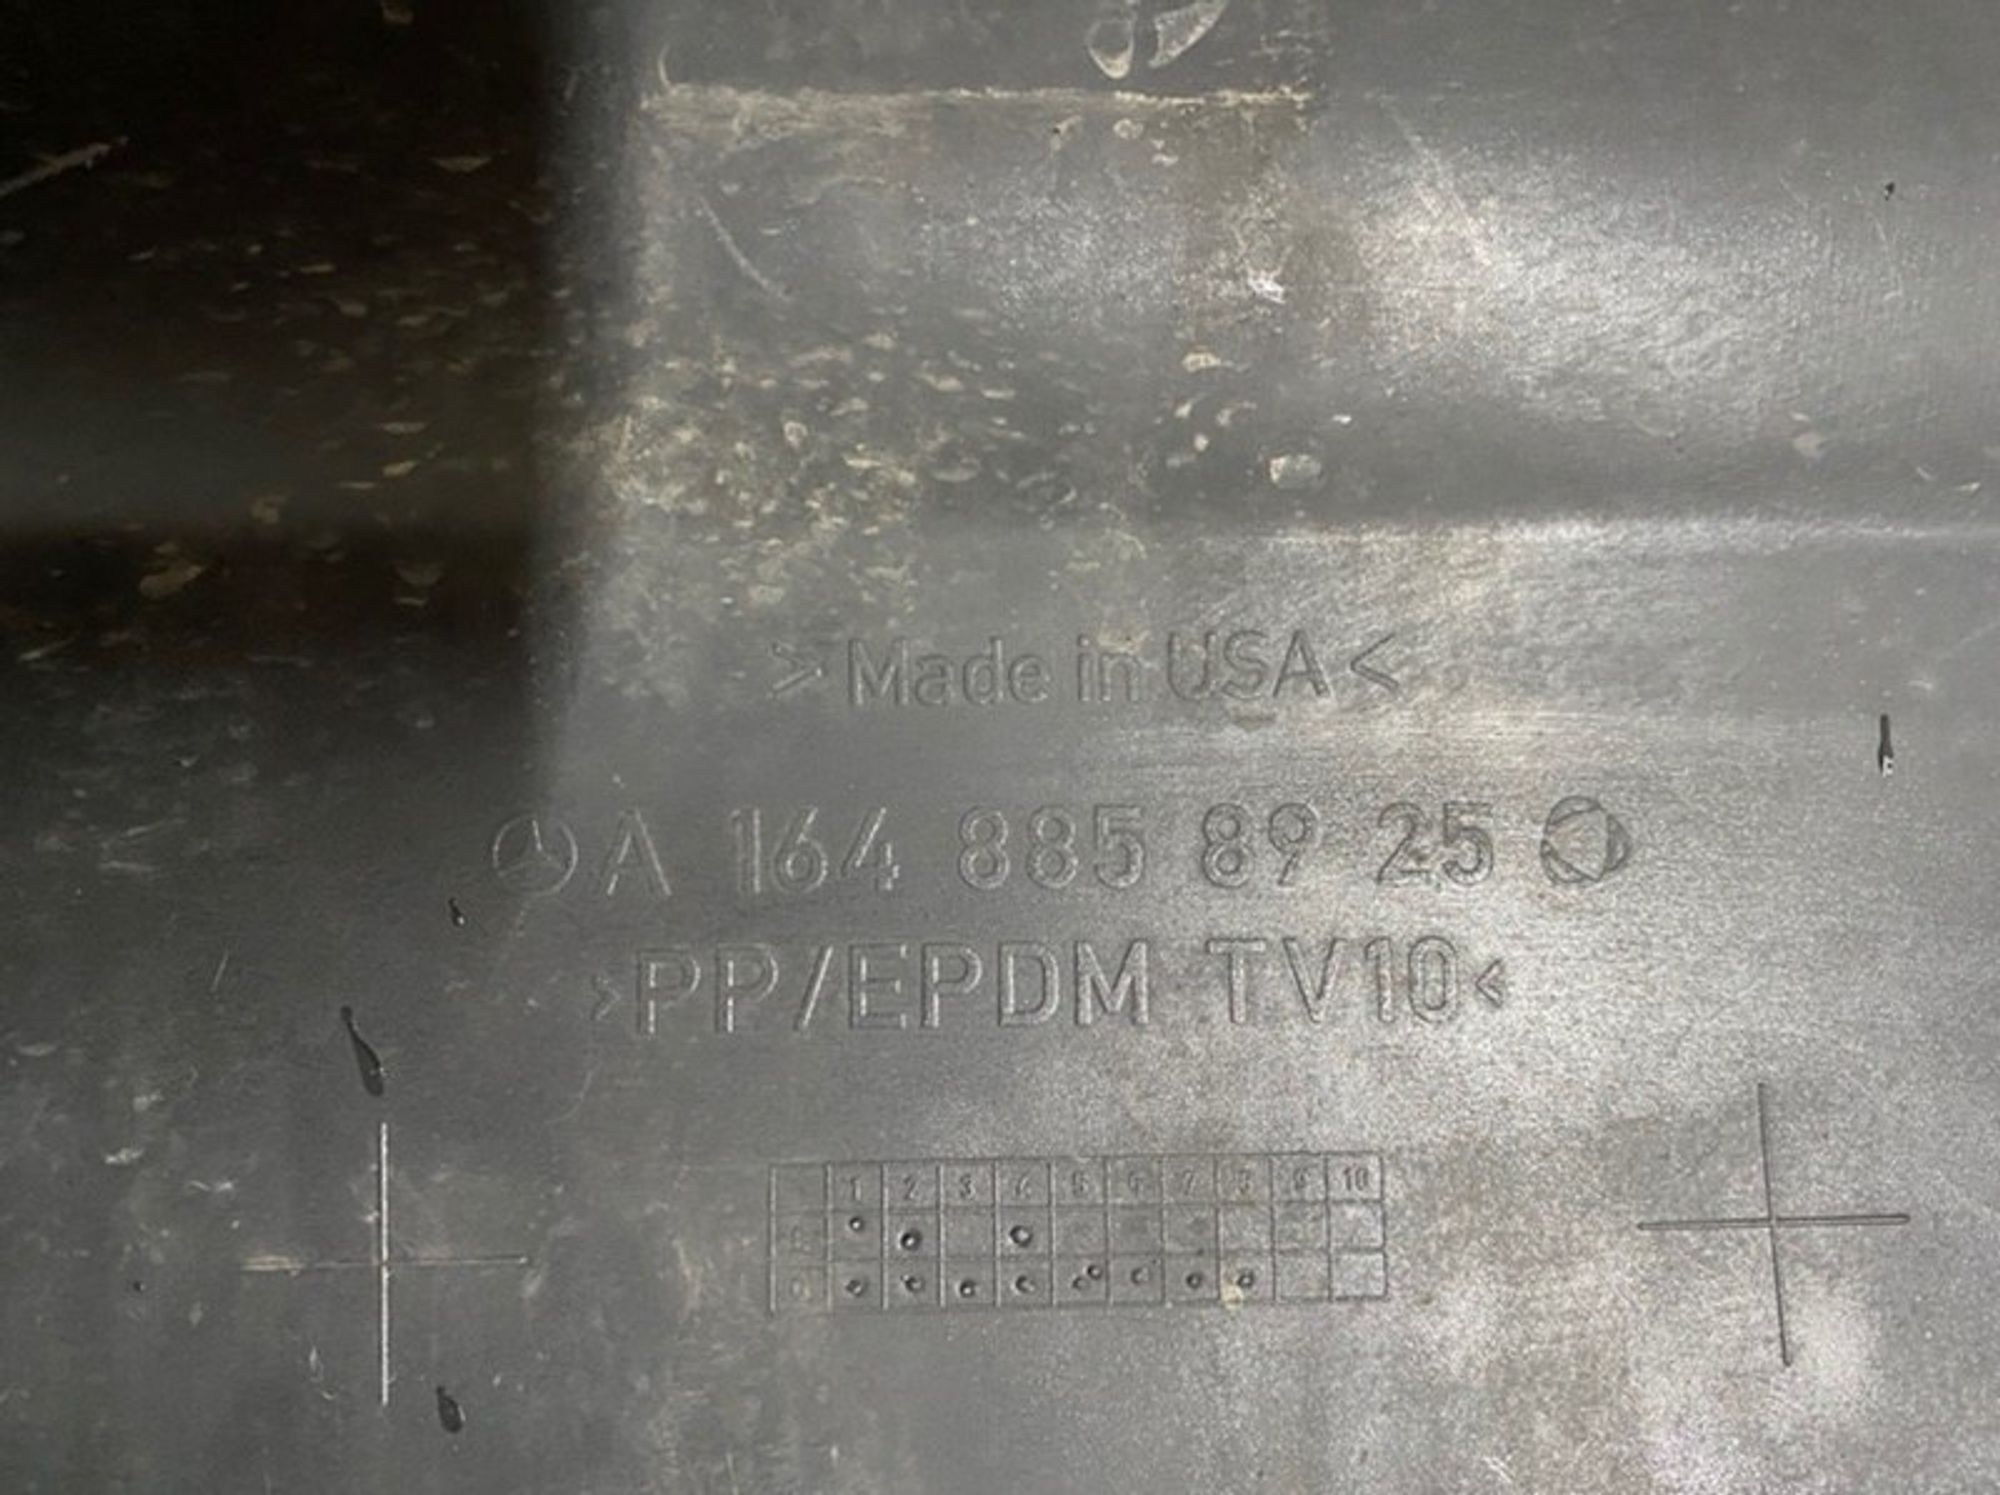 >Made in USA<
A 164 885 89 25
>PP/EPDM TV10<
1 2 3 4 5 6 7 8 9 10